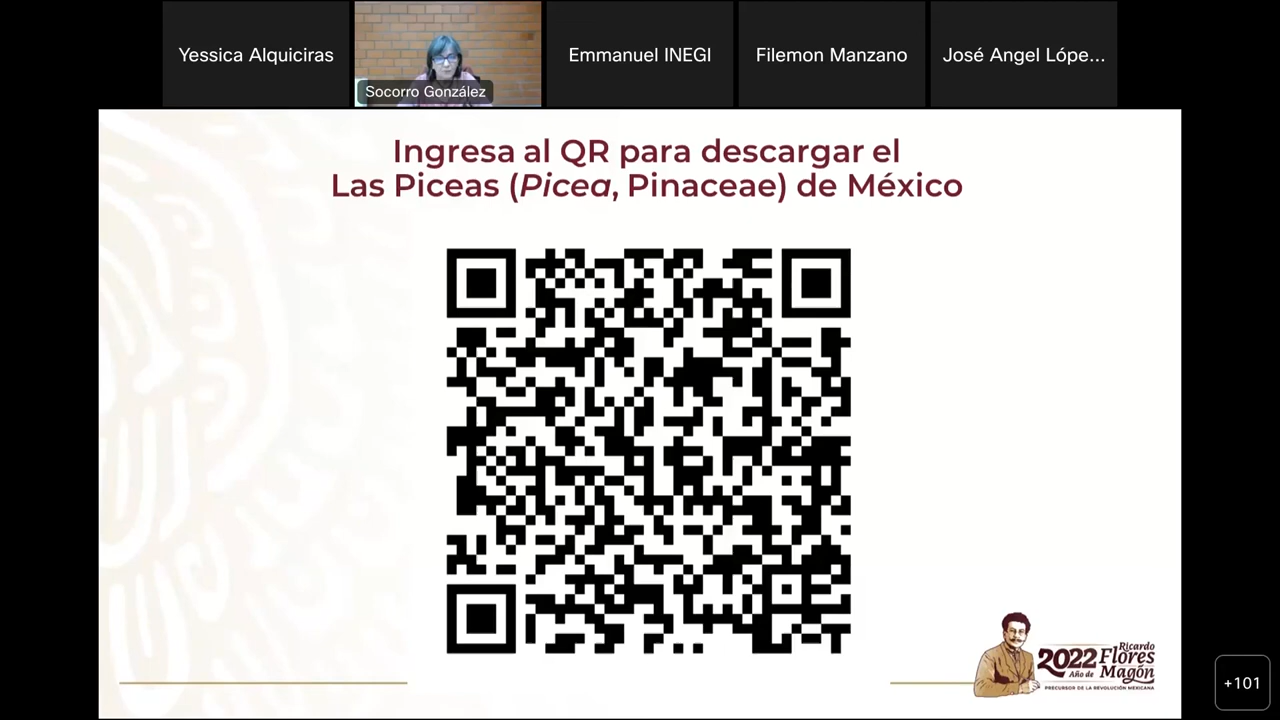 Yessica Alquiciras
Socorro González
Emmanuel INEGI
Filemon Manzano
José Angel Lópe...
Ingresa al QR para descargar el
Las Piceas (Picea, Pinaceae) de México
2022
Año de
Ricardo
Flores
Magón
PRECURSOR DE LA REVOLUCIÓN MEXICANA
+101